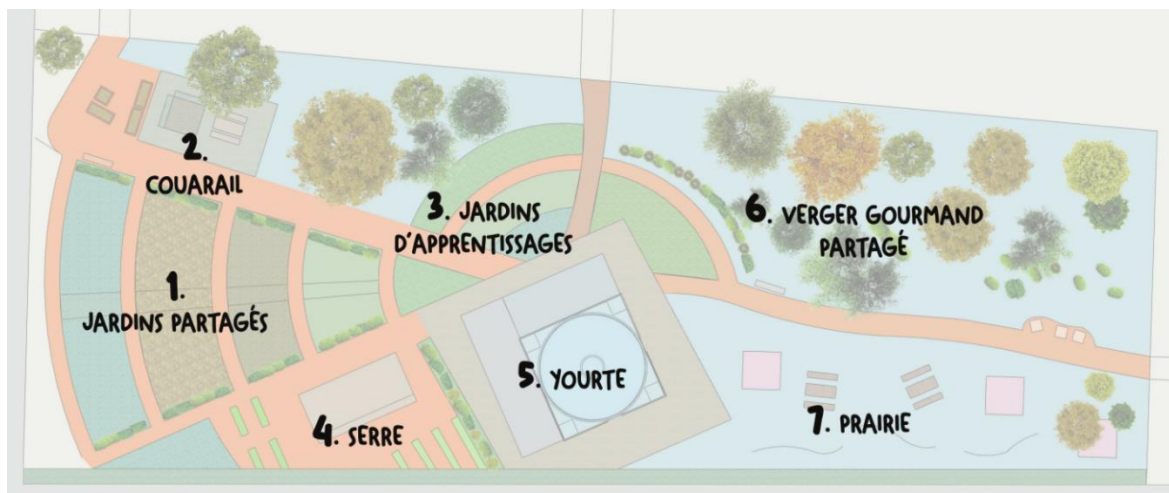 1.
JARDINS PARTAGÉS
2.
COUARAIL
3. JARDINS
D'APPRENTISSAGES
4. SERRE
5. YOURTE
6. VERGER GOURMAND
PARTAGÉ
7. PRAIRIE